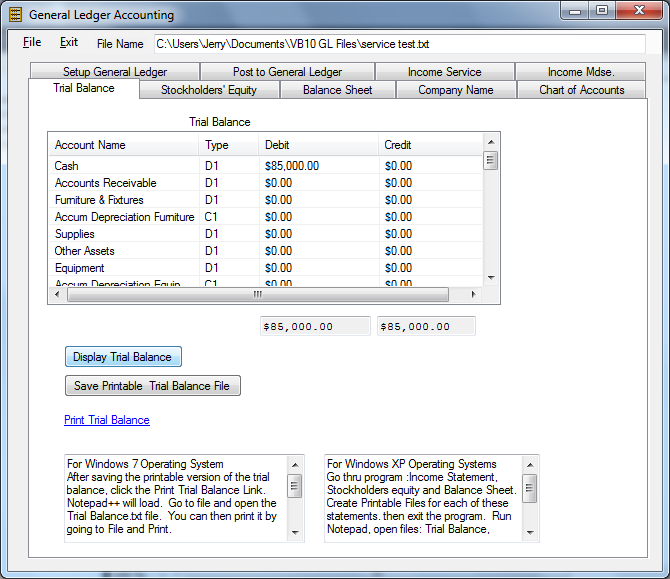 General Ledger Accounting
File Exit File Name C:\Users\Jerry\Documents\VB10 GL Files\service test.txt
Setup General Ledger Post to General Ledger Income Service Income Mdse.
Trial Balance Stockholders' Equity Balance Sheet Company Name Chart of Accounts
Trial Balance
Account Name Type Debit Credit
Cash D1 $85,000.00 $0.00
Accounts Receivable D1 $0.00 $0.00
Furniture & Fixtures D1 $0.00 $0.00
Accum Depreciation Furniture C1 $0.00 $0.00
Supplies D1 $0.00 $0.00
Other Assets D1 $0.00 $0.00
Equipment D1 $0.00 $0.00
Accum Depreciation Equip C1 $0.00 $0.00
$85,000.00 $85,000.00
Display Trial Balance
Save Printable Trial Balance File
Print Trial Balance
For Windows 7 Operating System
After saving the printable version of the trial
balance, click the Print Trial Balance Link.
Notepad++ will load. Go to file and open the
Trial Balance.txt file. You can then print it by
going to File and Print.
For Windows XP Operating Systems
Go thru program :Income Statement,
Stockholders equity and Balance Sheet.
Create Printable Files for each of these
statements. then exit the program. Run
Notepad, open files: Trial Balance,